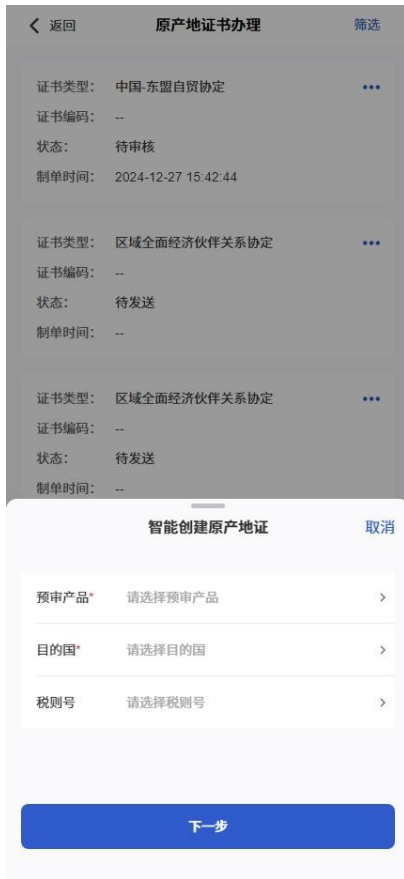 返回 原产地证书办理 筛选
证书类型: 中国-东盟自贸协定
证书编码: --
状态: 待审核
制单时间: 2024-12-27 15:42:44
证书类型: 区域全面经济伙伴关系协定
证书编码: --
状态: 待发送
制单时间: --
证书类型: 区域全面经济伙伴关系协定
证书编码: --
状态: 待发送
制单时间: --
智能创建原产地证 取消
预审产品* 请选择预审产品
目的国* 请选择目的国
税则号 请选择税则号
下一步